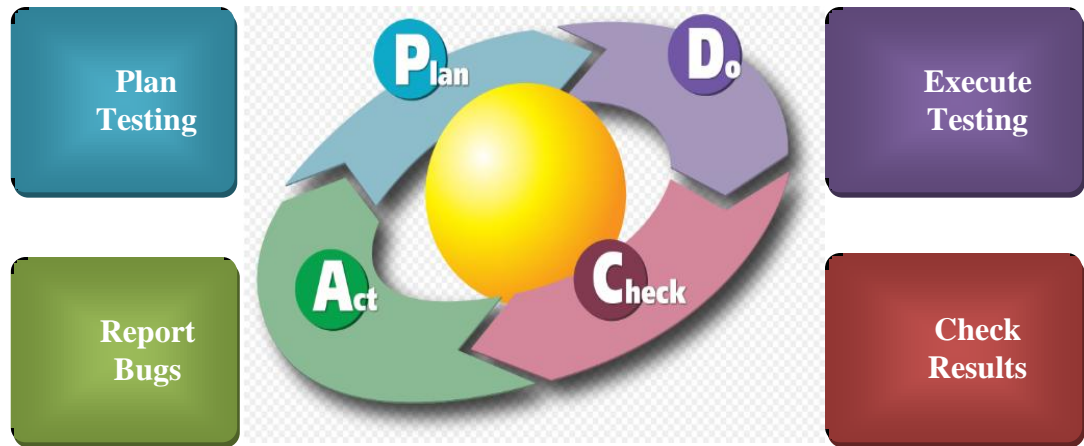 Plan
Testing
Plan
Do
Execute
Testing
Report
Bugs
Act
Check
Check
Results